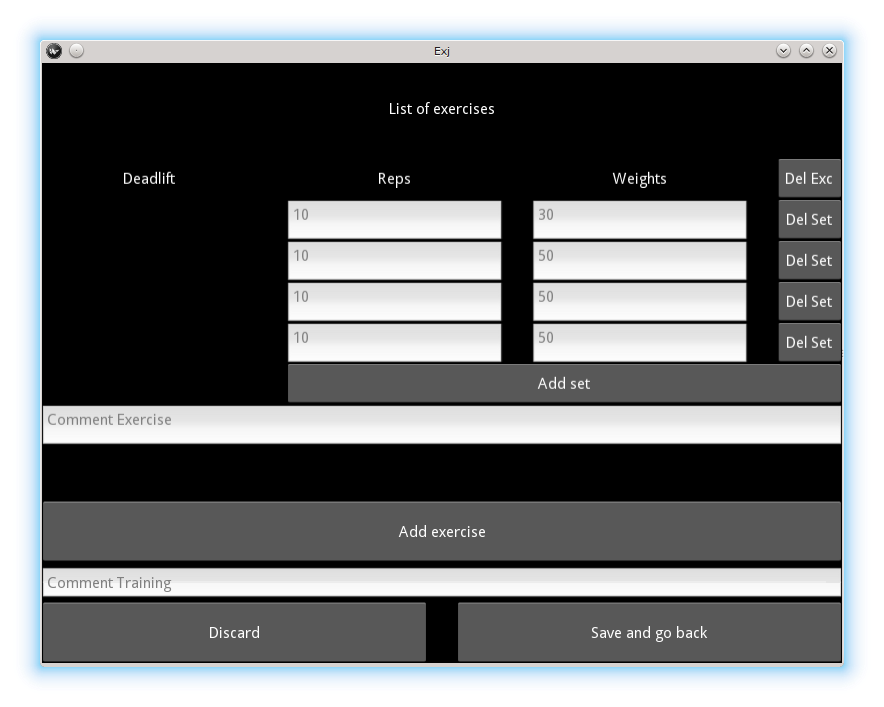 Exj
List of exercises
Deadlift Reps Weights Del Exc
10 30 Del Set
10 50 Del Set
10 50 Del Set
10 50 Del Set
Add set
Comment Exercise
Add exercise
Comment Training
Discard Save and go back